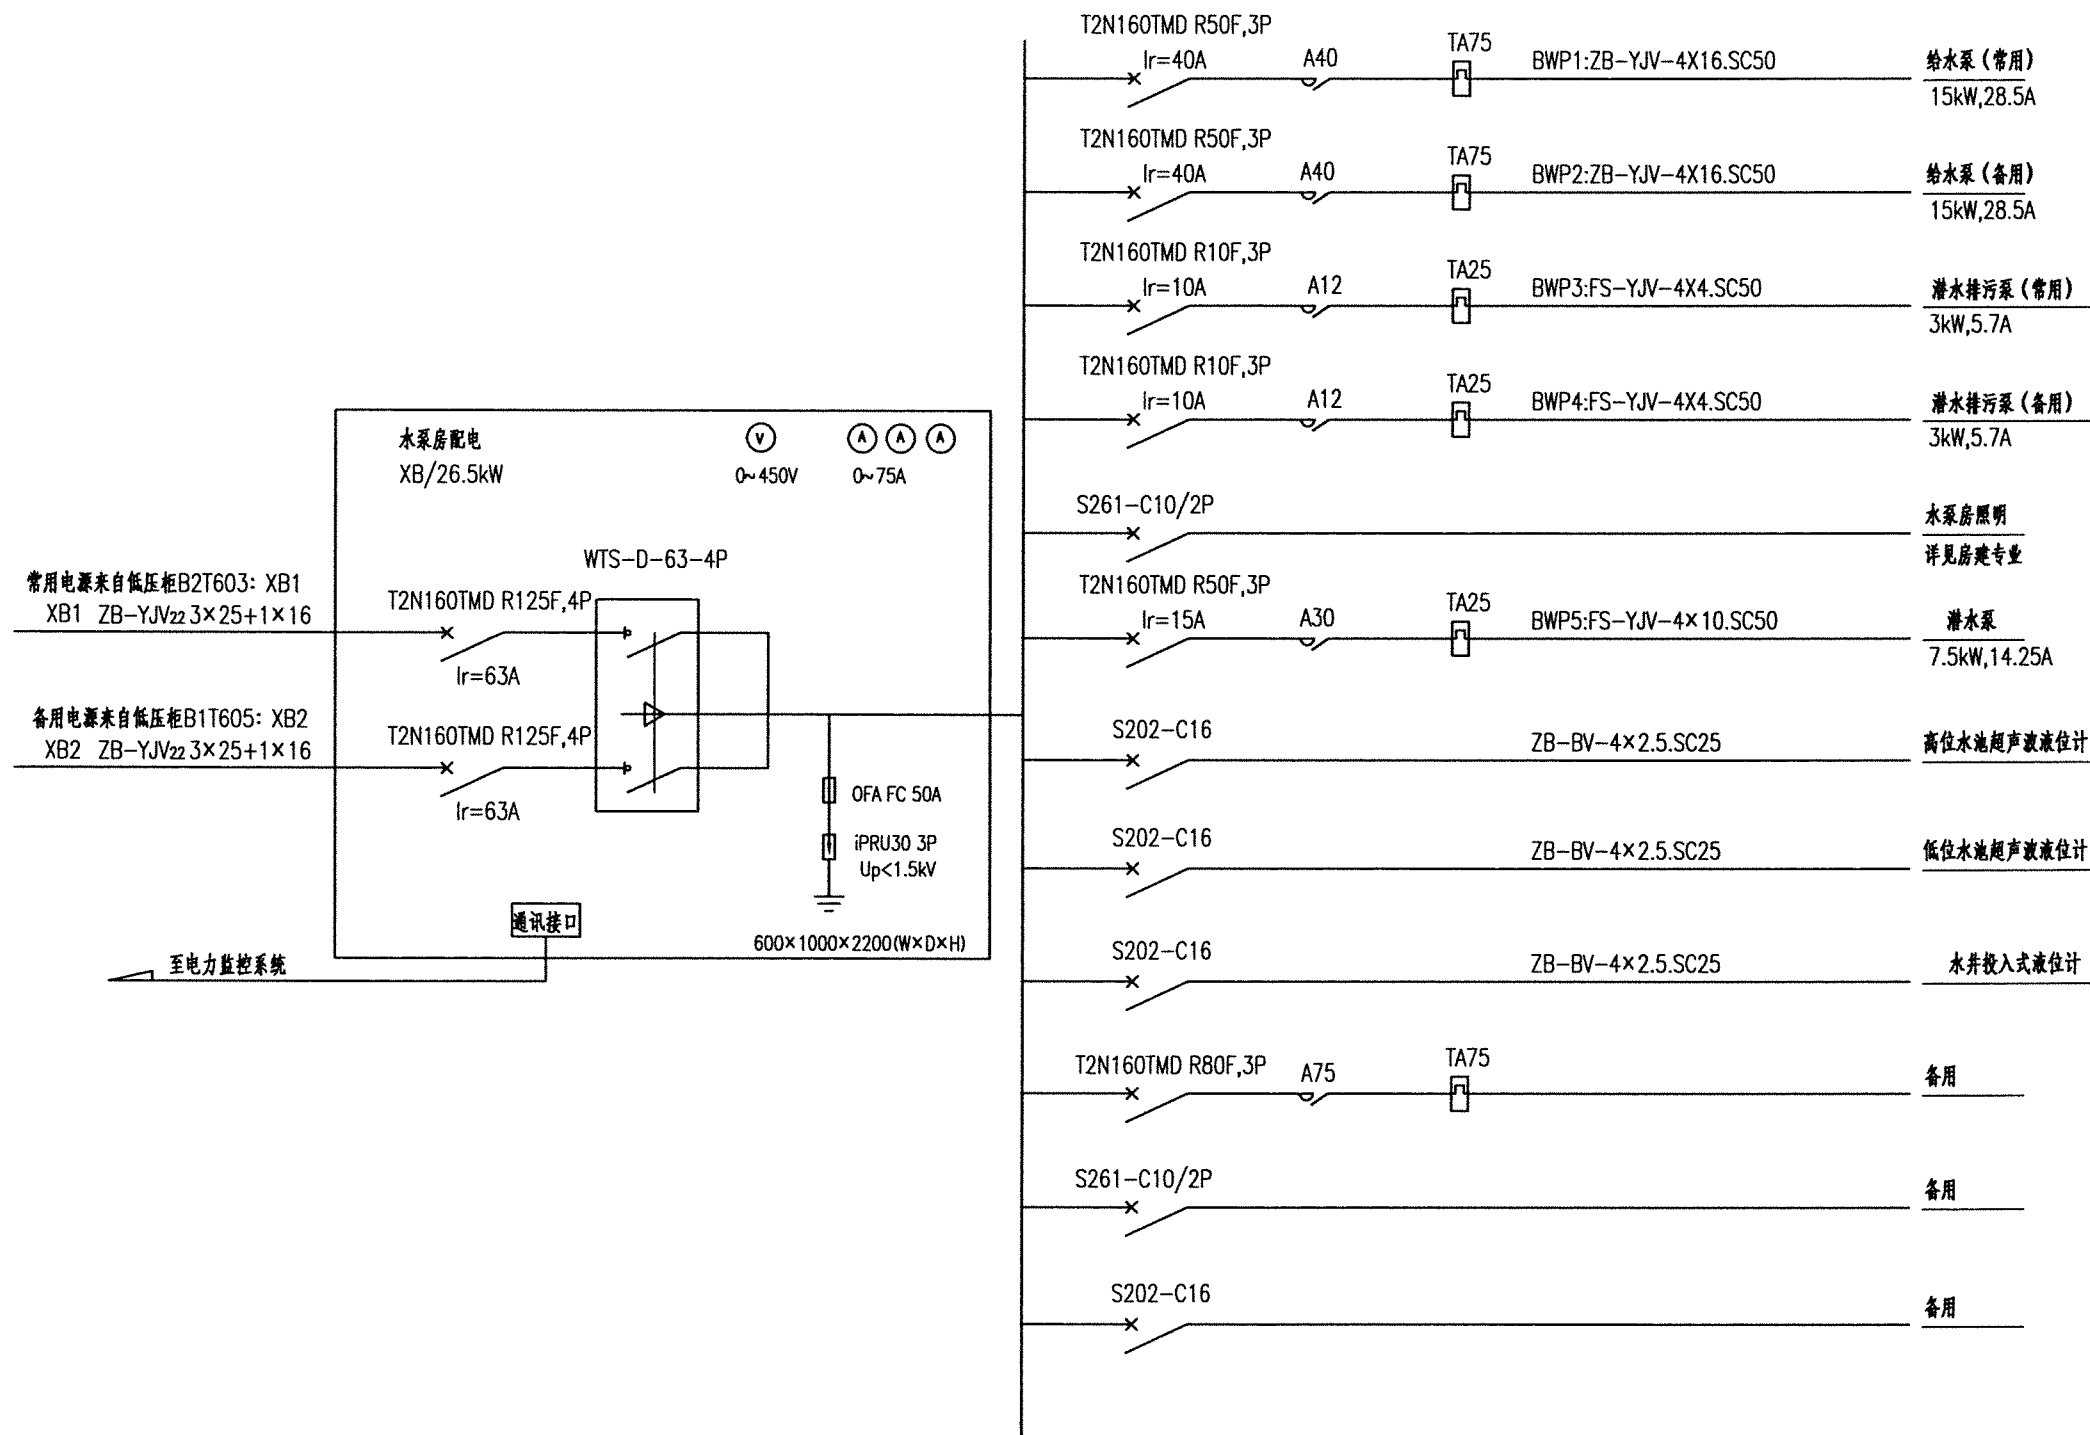 T2N160TMD R50F,3P
Ir=40A
A40
TA75
BWP1:ZB-YJV-4X16.SC50
给水泵(常用)
15kW,28.5A
T2N160TMD R50F,3P
Ir=40A
A40
TA75
BWP2:ZB-YJV-4X16.SC50
给水泵(备用)
15kW,28.5A
T2N160TMD R10F,3P
Ir=10A
A12
TA25
BWP3:FS-YJV-4X4.SC50
潜水排污泵(常用)
3kW,5.7A
T2N160TMD R10F,3P
Ir=10A
A12
TA25
BWP4:FS-YJV-4X4.SC50
潜水排污泵(备用)
3kW,5.7A
水泵房配电
XB/26.5kW
V
0~450V
A A A
0~75A
S261-C10/2P
水泵房照明
详见房建专业
WTS-D-63-4P
常用电源来自低压柜B2T603: XB1
XB1 ZB-YJV22 3×25+1×16
T2N160TMD R125F,4P
Ir=63A
T2N160TMD R50F,3P
Ir=15A
A30
TA25
BWP5:FS-YJV-4×10.SC50
潜水泵
7.5kW,14.25A
备用电源来自低压柜B1T605: XB2
XB2 ZB-YJV22 3×25+1×16
T2N160TMD R125F,4P
Ir=63A
OFA FC 50A
iPRU30 3P
Up<1.5kV
S202-C16
ZB-BV-4×2.5.SC25
高位水池超声波液位计
S202-C16
ZB-BV-4×2.5.SC25
低位水池超声波液位计
通讯接口
600×1000×2200(W×D×H)
至电力监控系统
S202-C16
ZB-BV-4×2.5.SC25
水井投入式液位计
T2N160TMD R80F,3P
A75
TA75
备用
S261-C10/2P
备用
S202-C16
备用